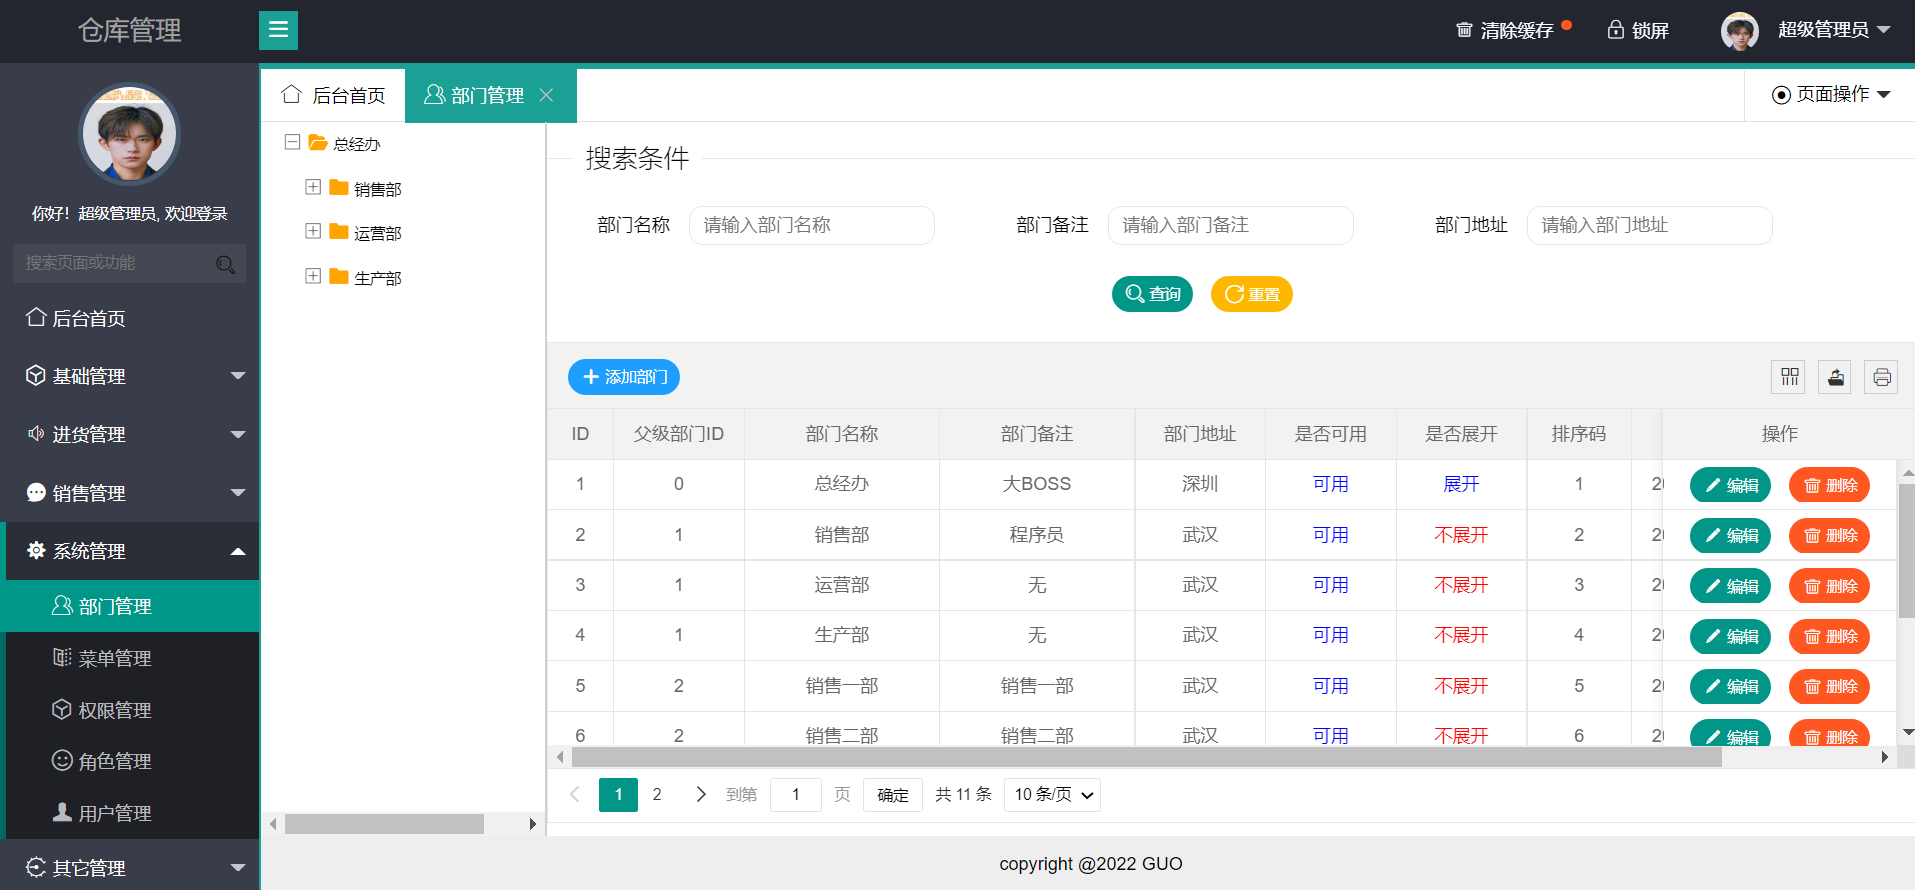 仓库管理
清除缓存
锁屏
超级管理员
你好！超级管理员, 欢迎登录
搜索页面或功能
后台首页
基础管理
进货管理
销售管理
系统管理
部门管理
菜单管理
权限管理
角色管理
用户管理
其它管理
后台首页 部门管理 页面操作
总经办
销售部
运营部
生产部
搜索条件
部门名称 请输入部门名称 部门备注 请输入部门备注 部门地址 请输入部门地址
查询 重置
添加部门
ID 父级部门ID 部门名称 部门备注 部门地址 是否可用 是否展开 排序码 操作
1 0 总经办 大BOSS 深圳 可用 展开 1 编辑 删除
2 1 销售部 程序员 武汉 可用 不展开 2 编辑 删除
3 1 运营部 无 武汉 可用 不展开 3 编辑 删除
4 1 生产部 无 武汉 可用 不展开 4 编辑 删除
5 2 销售一部 销售一部 武汉 可用 不展开 5 编辑 删除
6 2 销售二部 销售二部 武汉 可用 不展开 6 编辑 删除
1 2 到第 1 页 确定 共 11 条 10 条/页
copyright @2022 GUO